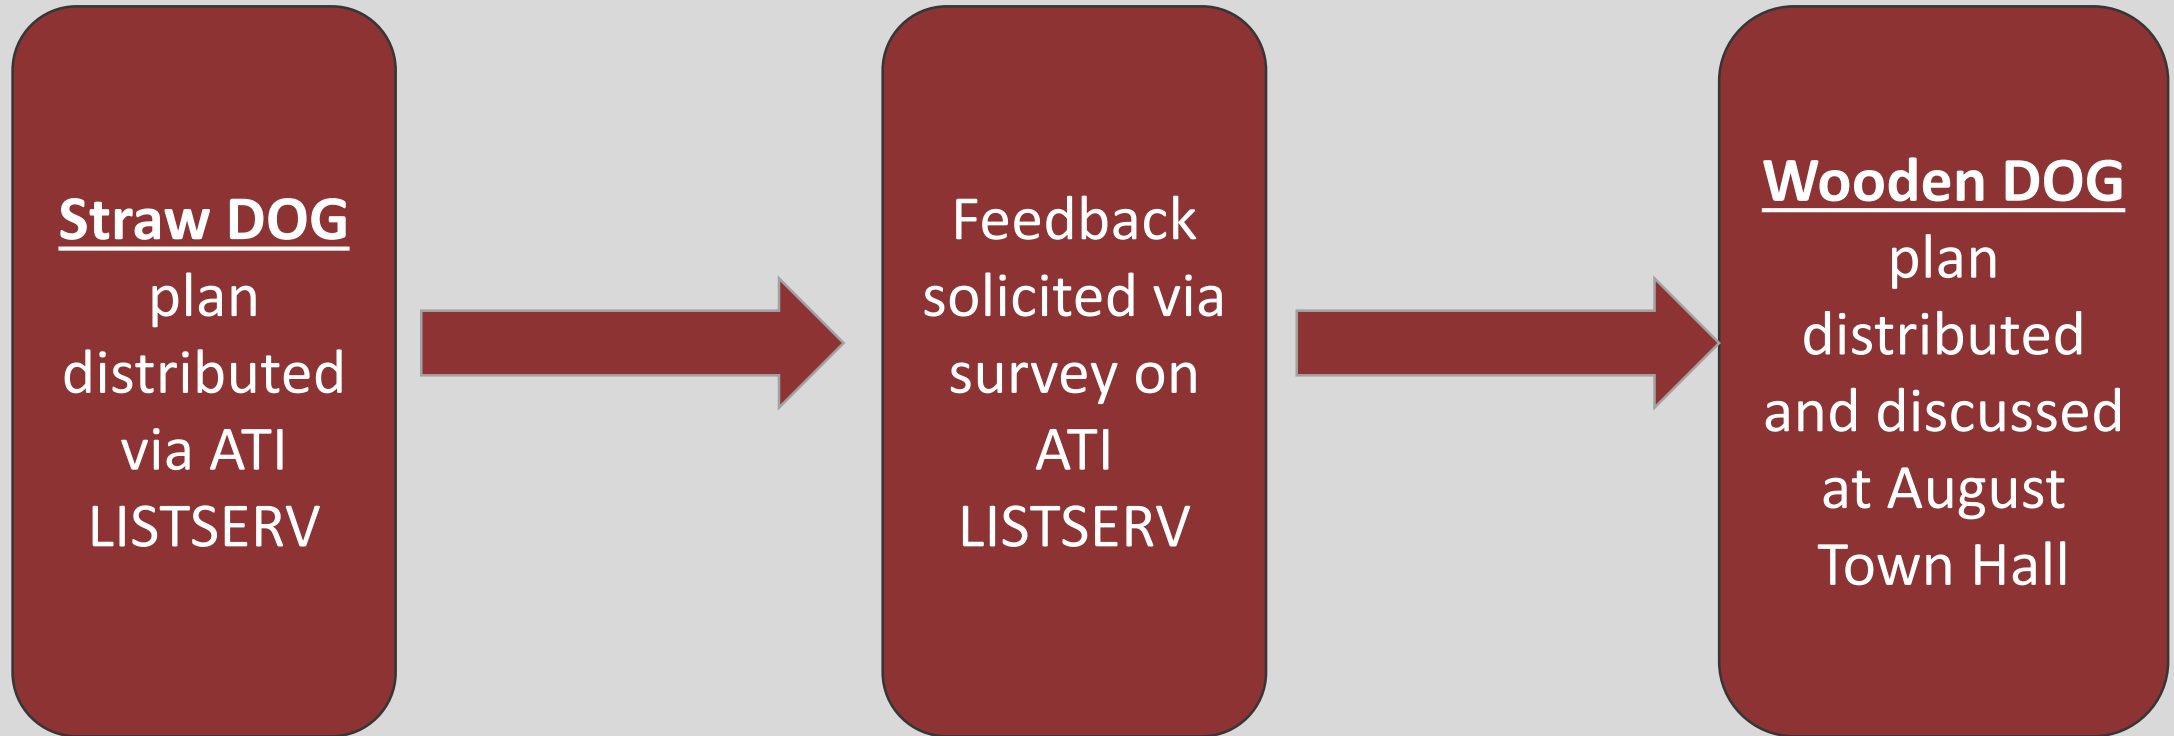 Straw DOG
plan
distributed
via ATI
LISTSERV
Feedback
solicited via
survey on
ATI
LISTSERV
Wooden DOG
plan
distributed
and discussed
at August
Town Hall